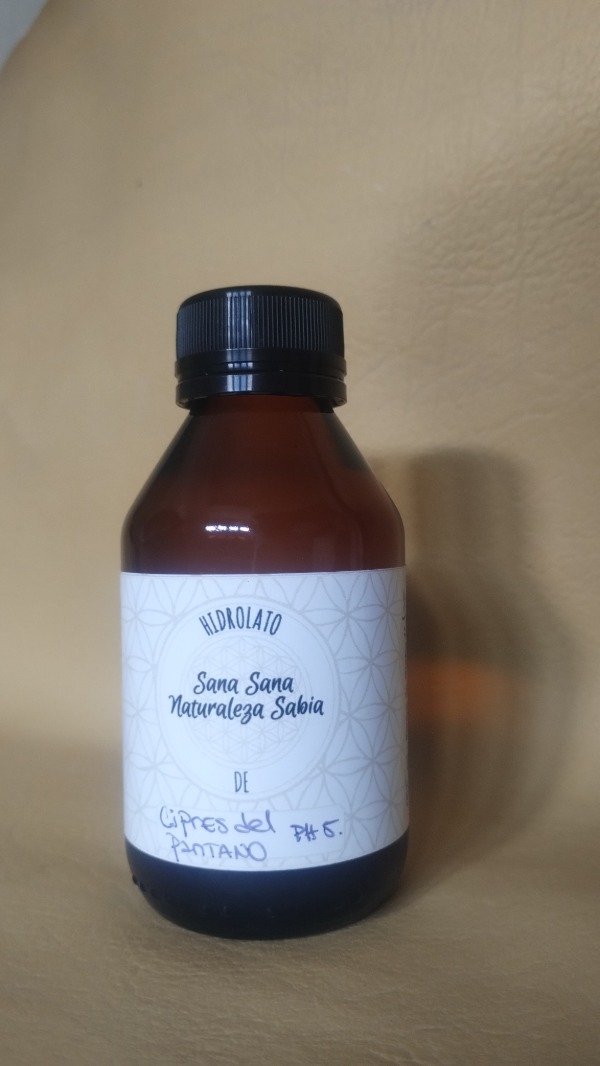 HIDROLATO
Sana Sana
Naturaleza Sabia
DE
Cipres del PH 5.
PanTANO